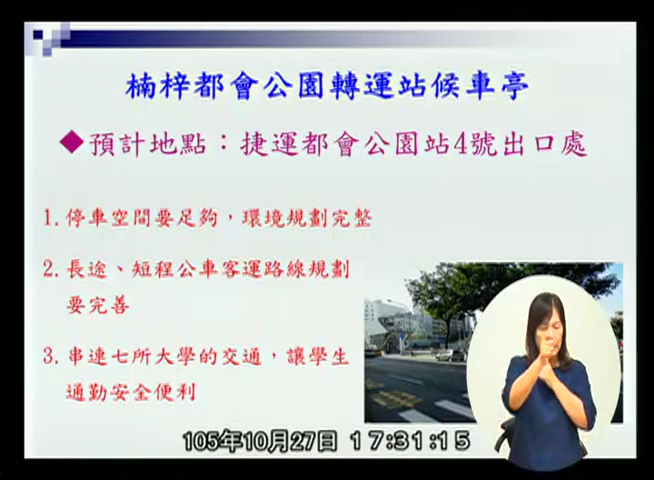 楠梓都會公園轉運站候車亭
◆預計地點：捷運都會公園站4號出口處
1.停車空間要足夠，環境規劃完整
2.長途、短程公車客運路線規劃
要完善
3.串連七所大學的交通，讓學生
通勤安全便利
105年10月27日 17:31:15